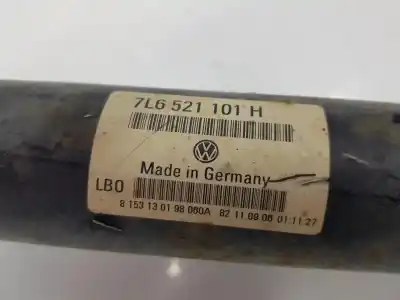 7L6 521 101 H
Made in Germany
LBO
8 153 13 01 98 060A 82 11 09 06 01:11:27